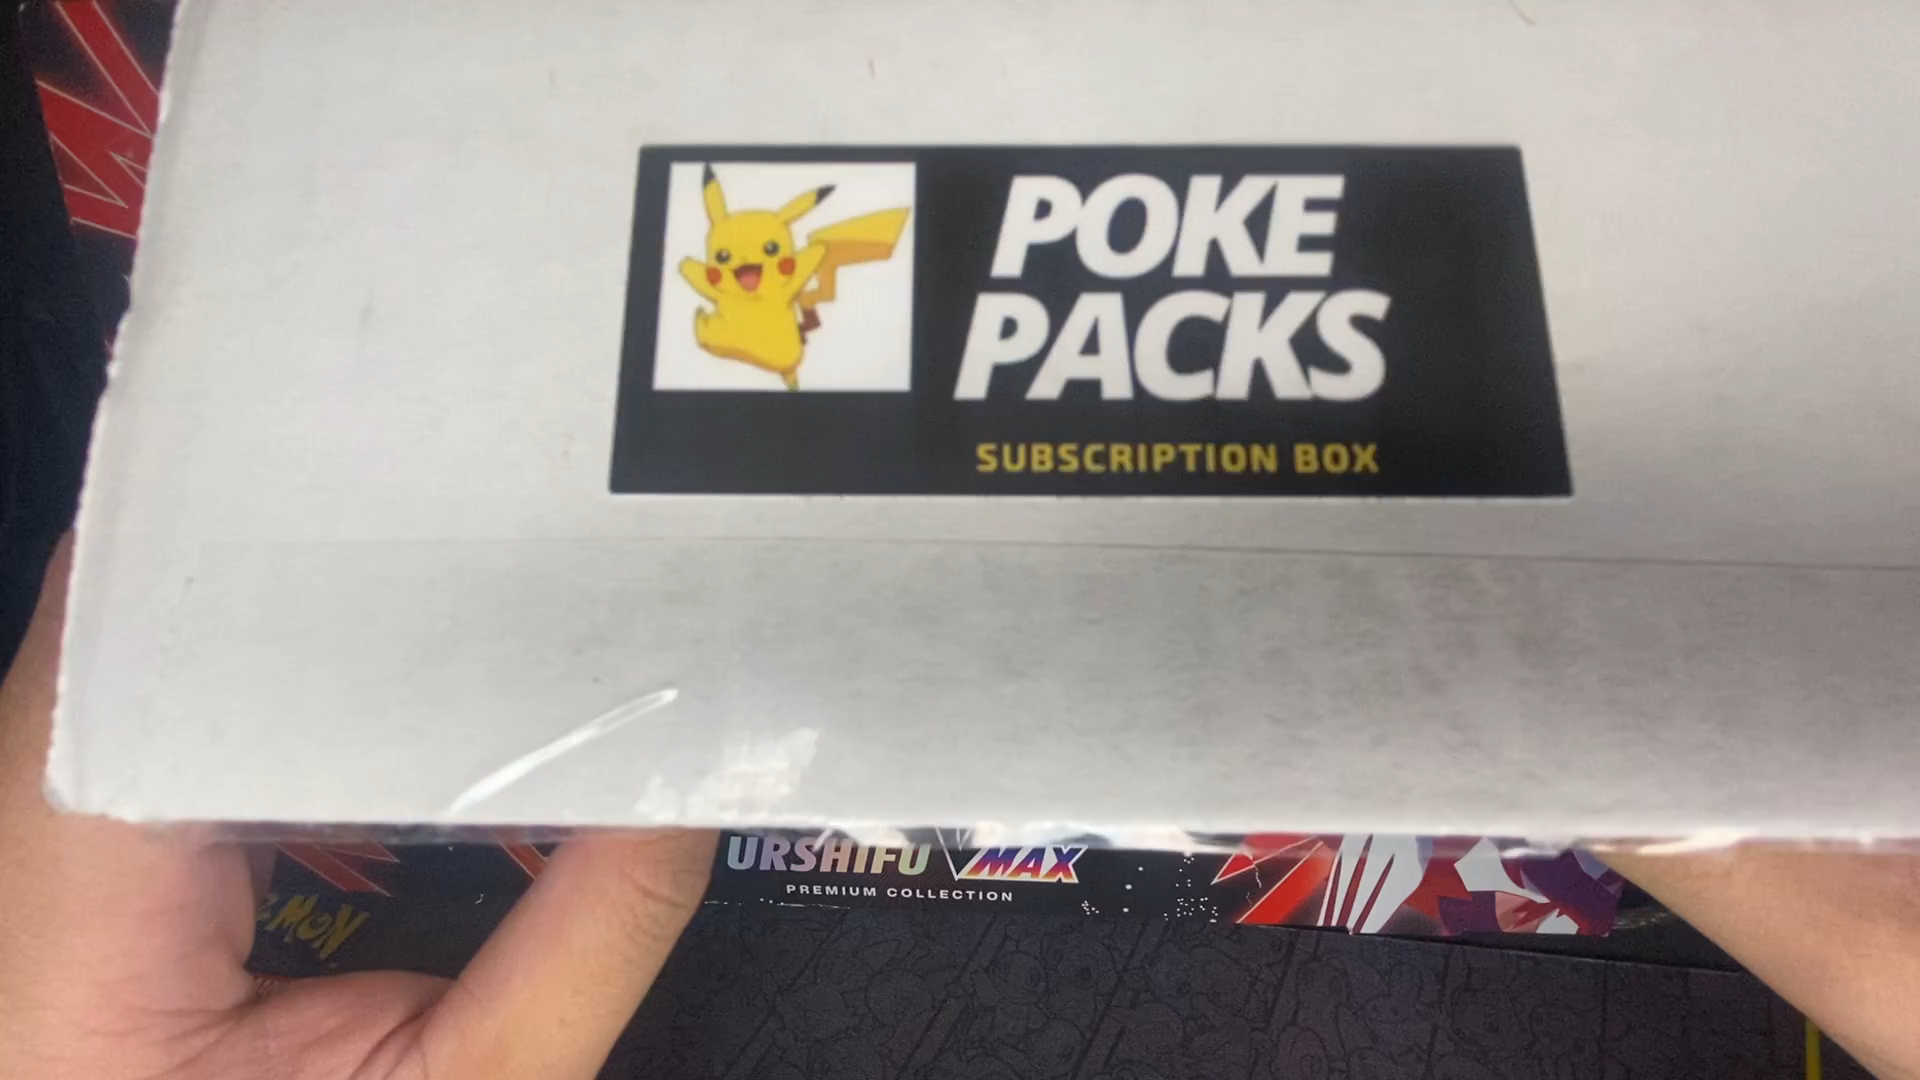 POKE
PACKS
SUBSCRIPTION BOX
URSHIFU VMAX
PREMIUM COLLECTION